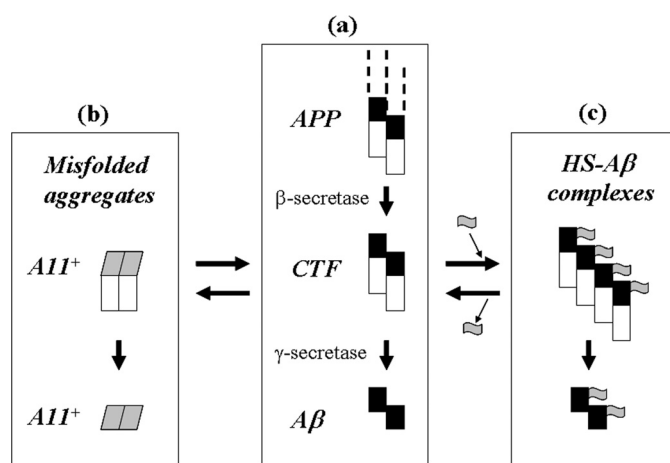 (a)
(b)
(c)
APP
Misfolded
aggregates
HS-Aβ
complexes
β-secretase
A11+
CTF
γ-secretase
A11+
Aβ